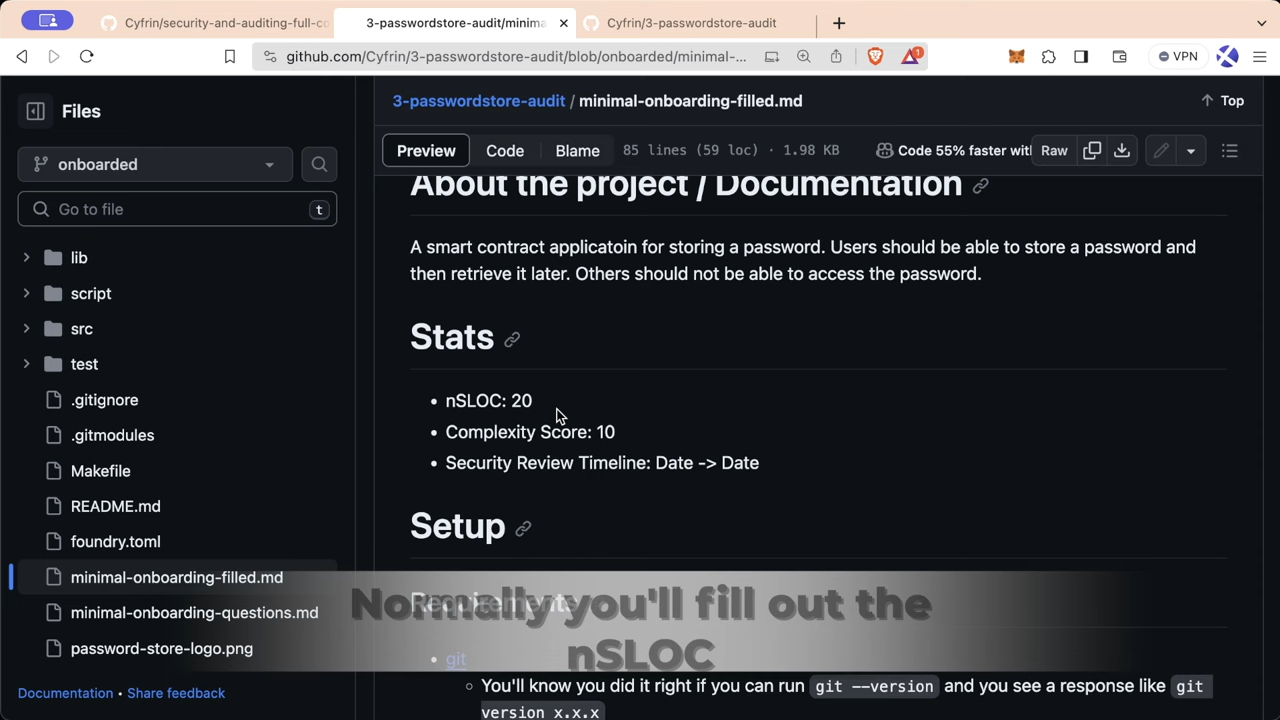 Cyfrin/security-and-auditing-full-co
3-passwordstore-audit/minima
Cyfrin/3-passwordstore-audit
github.com/Cyfrin/3-passwordstore-audit/blob/onboarded/minimal-...
1
VPN
Files
onboarded
Go to file
t
lib
script
src
test
.gitignore
.gitmodules
Makefile
README.md
foundry.toml
minimal-onboarding-filled.md
minimal-onboarding-questions.md
password-store-logo.png
Documentation • Share feedback
3-passwordstore-audit / minimal-onboarding-filled.md
Top
Preview
Code
Blame
85 lines (59 loc) · 1.98 KB
Code 55% faster wit
Raw
About the project / Documentation
A smart contract applicatoin for storing a password. Users should be able to store a password and
then retrieve it later. Others should not be able to access the password.
Stats
• nSLOC: 20
• Complexity Score: 10
• Security Review Timeline: Date -> Date
Setup
Requirements
Normally you'll fill out the
nSLOC
• git
You'll know you did it right if you can run git --version and you see a response like git
version x.x.x